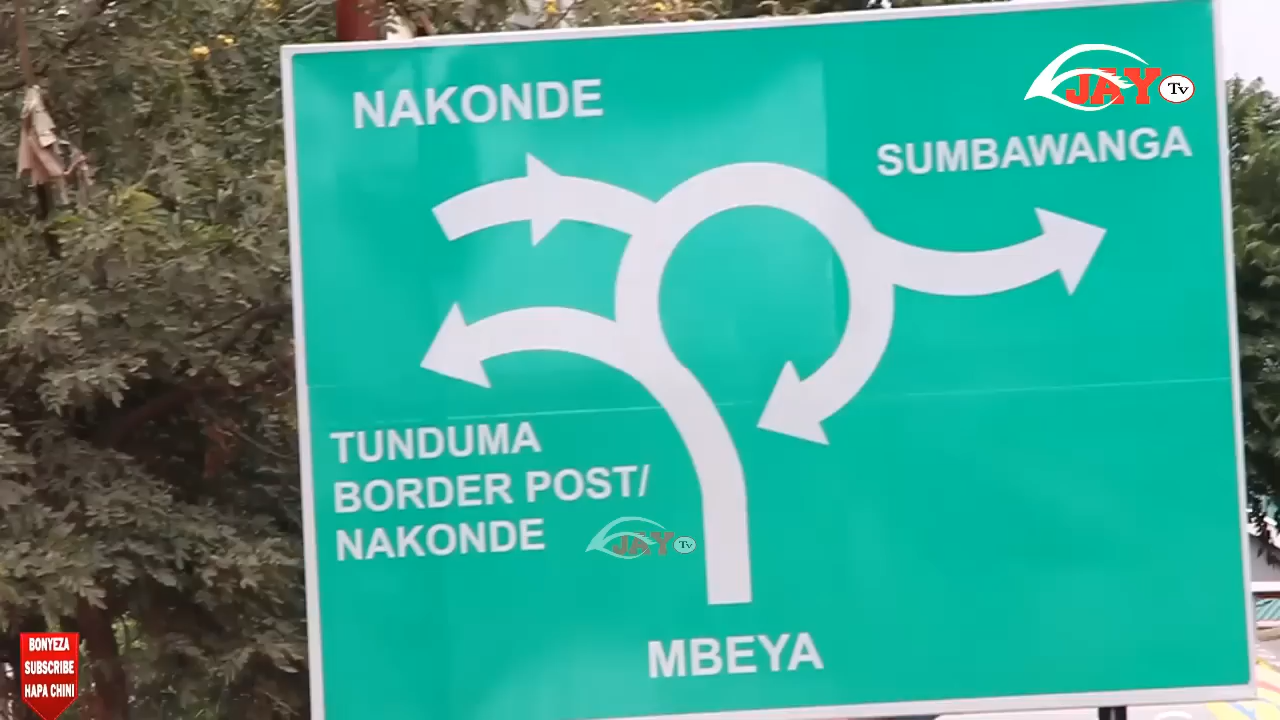 NAKONDE
JAY Tv
SUMBAWANGA
TUNDUMA
BORDER POST/
NAKONDE
JAY Tv
MBEYA
BONYEZA
SUBSCRIBE
HAPA CHINI